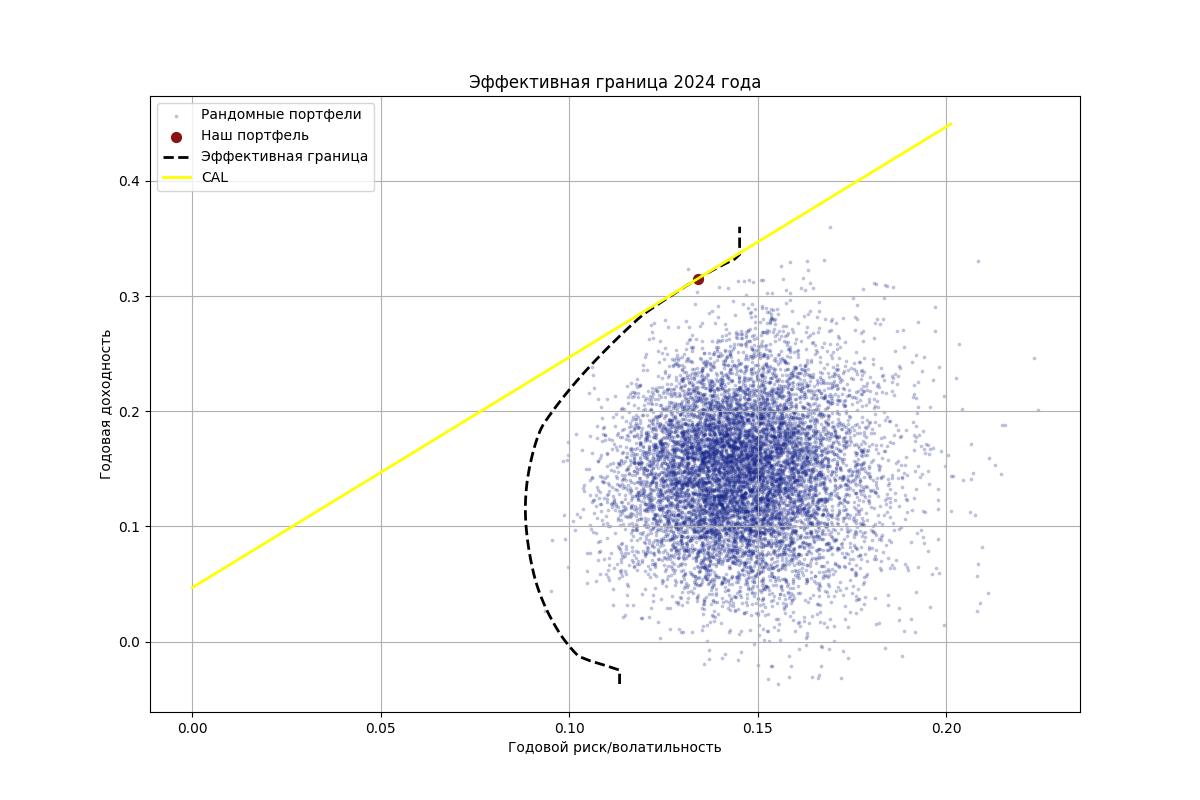 Эффективная граница 2024 года
Рандомные портфели
Наш портфель
Эффективная граница
CAL
Годовая доходность
0.4
0.3
0.2
0.1
0.0
0.00
0.05
0.10
0.15
0.20
Годовой риск/волатильность